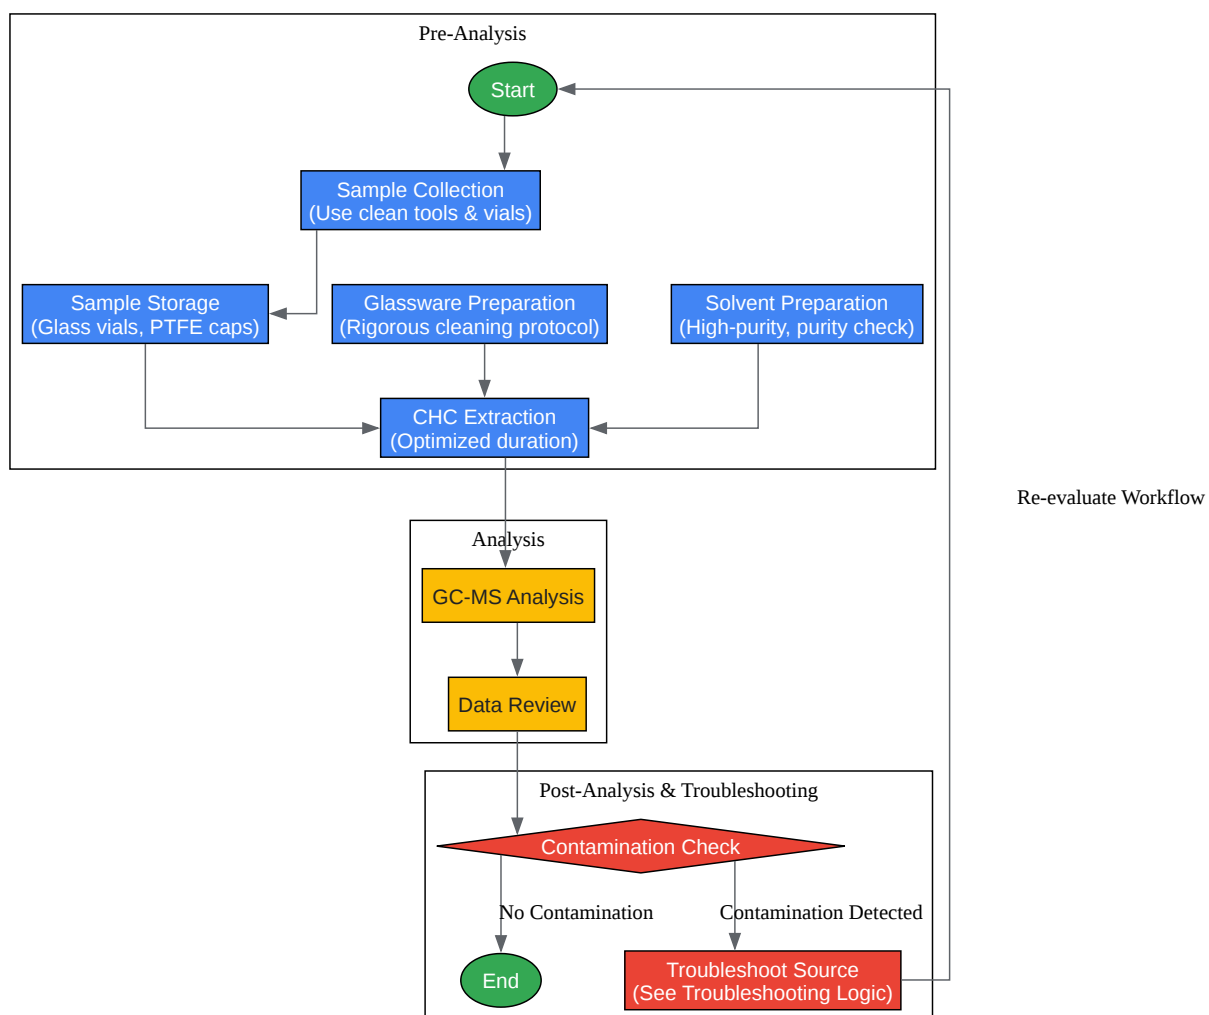 Pre-Analysis
Start
Sample Collection
(Use clean tools & vials)
Sample Storage
(Glass vials, PTFE caps)
Glassware Preparation
(Rigorous cleaning protocol)
Solvent Preparation
(High-purity, purity check)
CHC Extraction
(Optimized duration)
Re-evaluate Workflow
Analysis
GC-MS Analysis
Data Review
Post-Analysis & Troubleshooting
Contamination Check
No Contamination
Contamination Detected
End
Troubleshoot Source
(See Troubleshooting Logic)